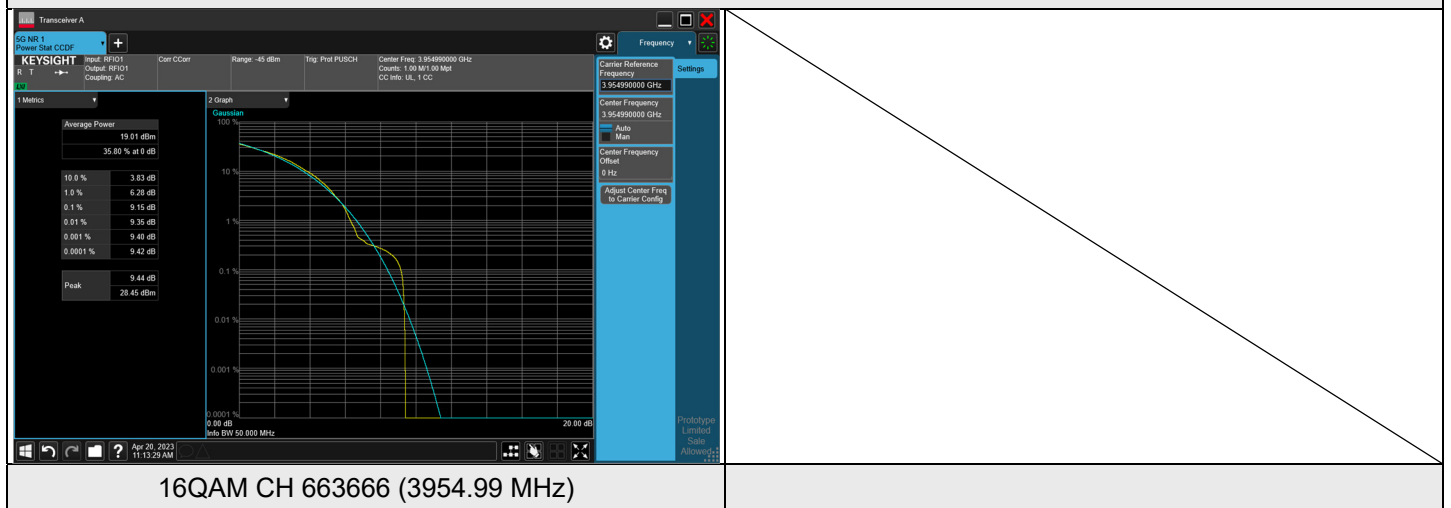 Transceiver A
5G NR 1
Power Stat CCDF
Frequency
KEYSIGHT
R T
LXI
Input: RFIO1
Output: RFIO1
Coupling: AC
Corr CCorr
Range: -45 dBm
Trig: Prot PUSCH
Center Freq: 3.954990000 GHz
Counts: 1.00 M/1.00 Mpt
CC Info: UL, 1 CC
Settings
Carrier Reference
Frequency
3.954990000 GHz
Center Frequency
3.954990000 GHz
Auto
Man
Center Frequency
Offset
0 Hz
Adjust Center Freq
to Carrier Config
1 Metrics
Average Power
19.01 dBm
35.80 % at 0 dB
10.0 % 3.83 dB
1.0 % 6.28 dB
0.1 % 9.15 dB
0.01 % 9.35 dB
0.001 % 9.40 dB
0.0001 % 9.42 dB
Peak
9.44 dB
28.45 dBm
2 Graph
Gaussian
100 %
10 %
1 %
0.1 %
0.01 %
0.001 %
0.0001 %
0.00 dB 20.00 dB
Info BW 50.000 MHz
Prototype
Limited
Sale
Allowed
Apr 20, 2023
11:13:29 AM
16QAM CH 663666 (3954.99 MHz)